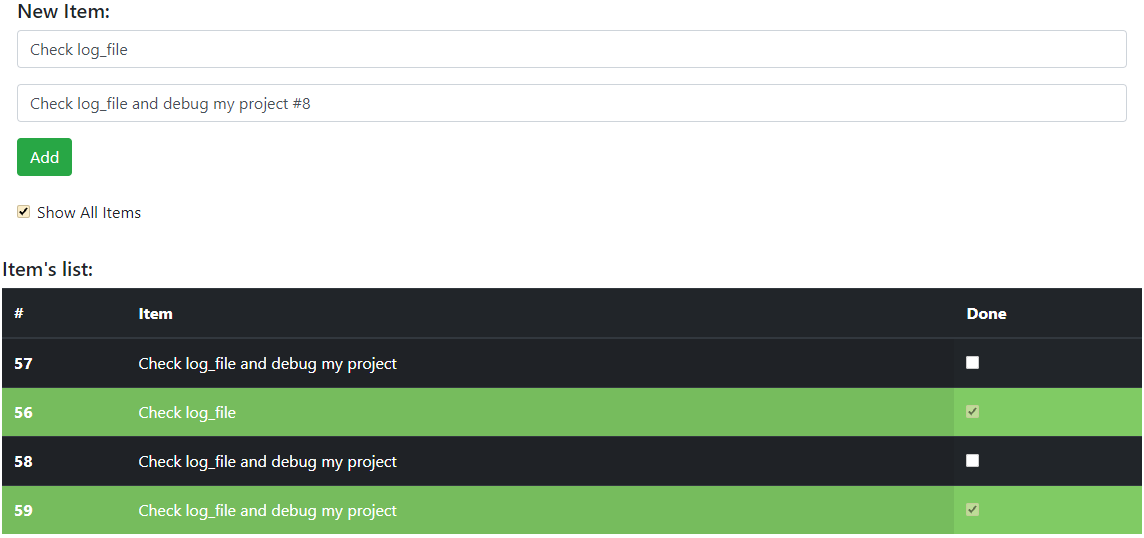 New Item:
Check log_file
Check log_file and debug my project #8
Add
Show All Items
Item's list:
# Item Done
57 Check log_file and debug my project
56 Check log_file
58 Check log_file and debug my project
59 Check log_file and debug my project